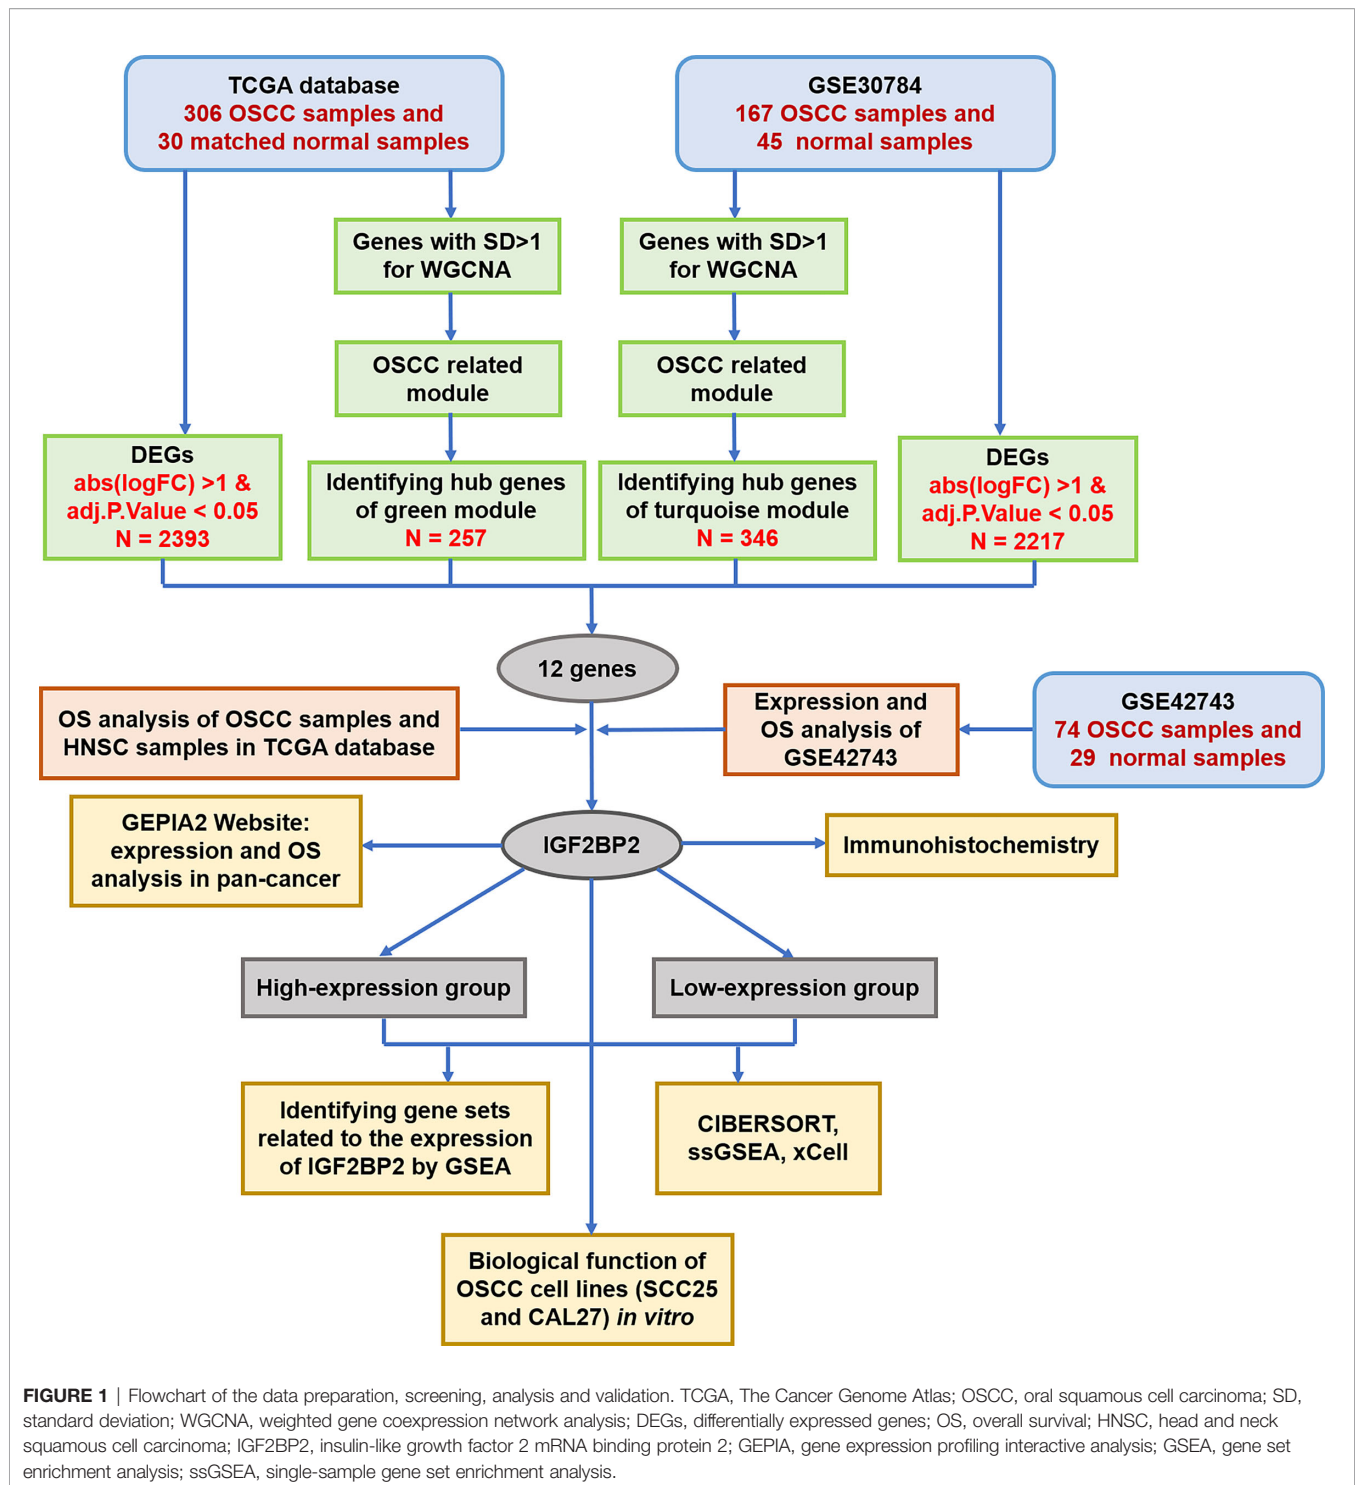 TCGA database
306 OSCC samples and
30 matched normal samples
GSE30784
167 OSCC samples and
45 normal samples
Genes with SD>1
for WGCNA
Genes with SD>1
for WGCNA
OSCC related
module
OSCC related
module
DEGs
abs(logFC) >1 &
adj.P.Value < 0.05
N = 2393
Identifying hub genes
of green module
N = 257
Identifying hub genes
of turquoise module
N = 346
DEGs
abs(logFC) >1 &
adj.P.Value < 0.05
N = 2217
12 genes
OS analysis of OSCC samples and
HNSC samples in TCGA database
Expression and
OS analysis of
GSE42743
GSE42743
74 OSCC samples and
29 normal samples
GEPIA2 Website:
expression and OS
analysis in pan-cancer
IGF2BP2
Immunohistochemistry
High-expression group
Low-expression group
Identifying gene sets
related to the expression
of IGF2BP2 by GSEA
CIBERSORT,
ssGSEA, xCell
Biological function of
OSCC cell lines (SCC25
and CAL27) in vitro
FIGURE 1 | Flowchart of the data preparation, screening, analysis and validation. TCGA, The Cancer Genome Atlas; OSCC, oral squamous cell carcinoma; SD,
standard deviation; WGCNA, weighted gene coexpression network analysis; DEGs, differentially expressed genes; OS, overall survival; HNSC, head and neck
squamous cell carcinoma; IGF2BP2, insulin-like growth factor 2 mRNA binding protein 2; GEPIA, gene expression profiling interactive analysis; GSEA, gene set
enrichment analysis; ssGSEA, single-sample gene set enrichment analysis.